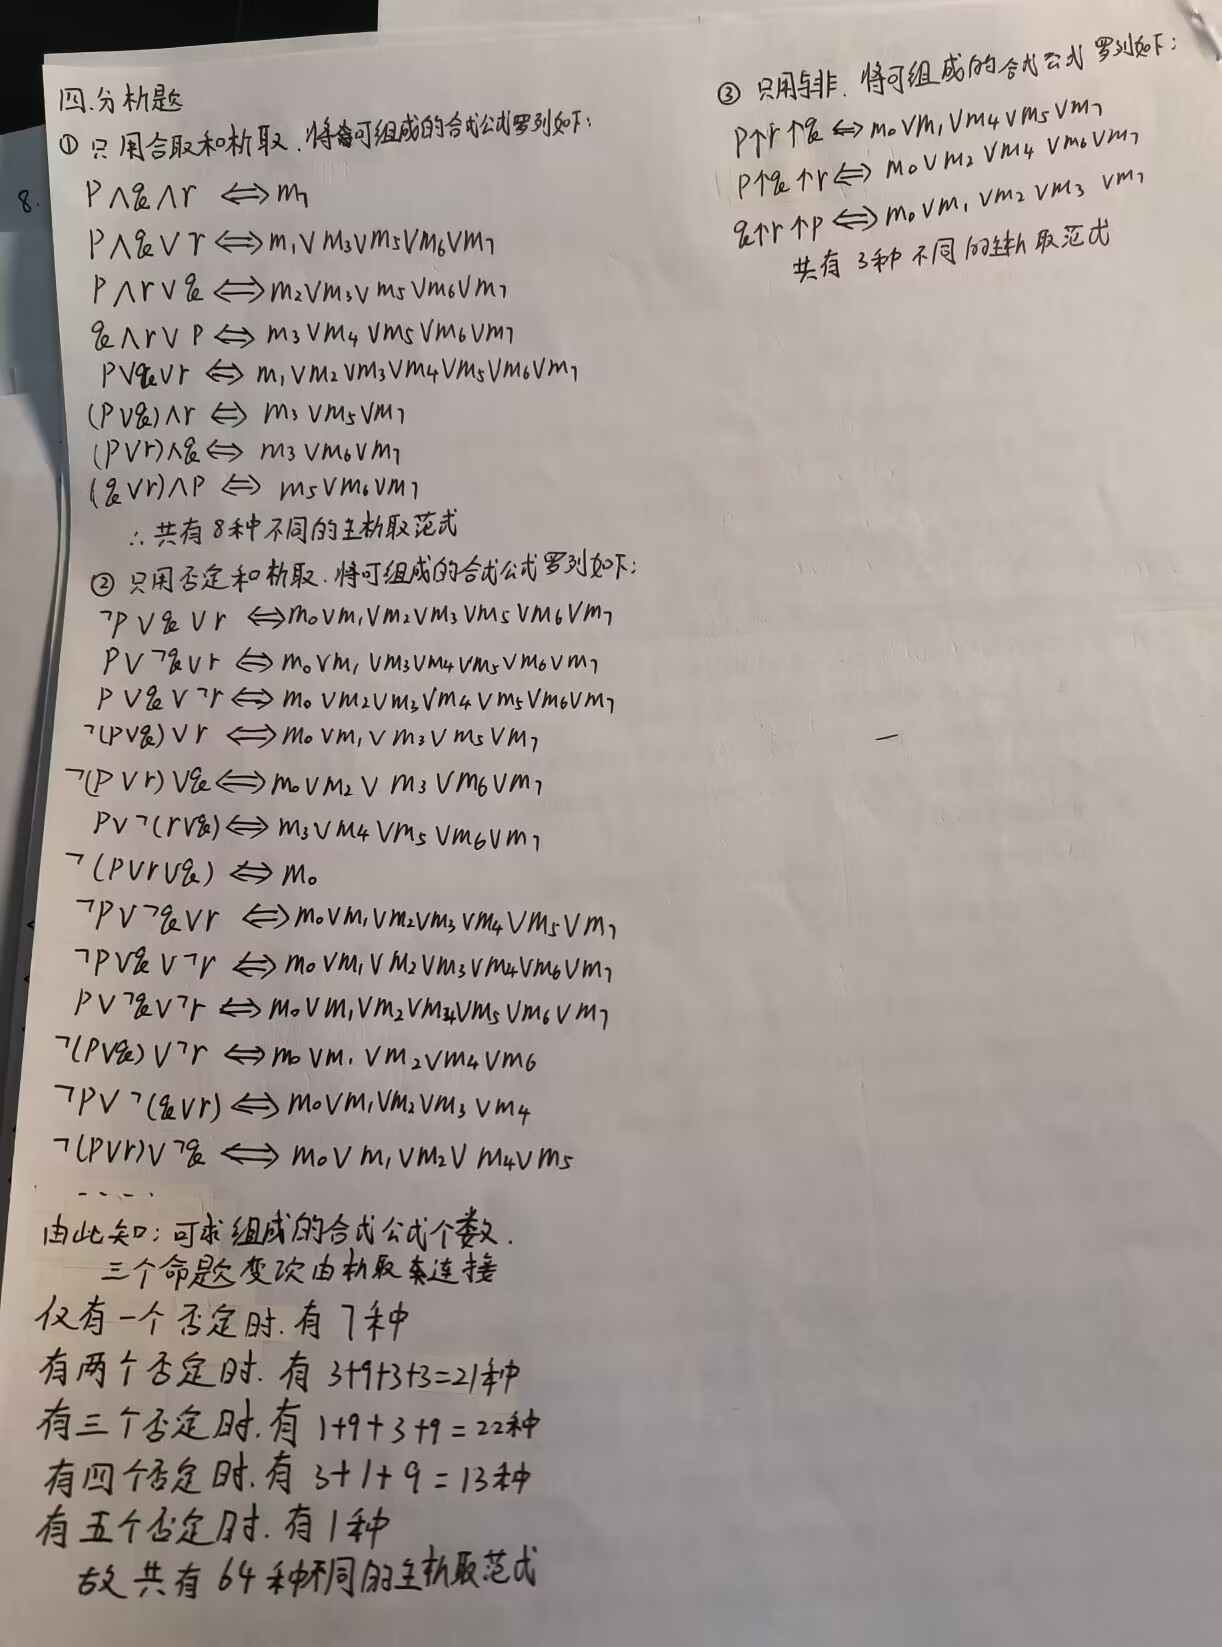 8.
四.分析题
① 只用合取和析取.将可组成的合式公式罗列如下:
P∧q∧r ⇔ m₇
P∧q∨r ⇔ m₁∨m₃∨m₅∨m₆∨m₇
P∧r∨q ⇔ m₂∨m₃∨m₅∨m₆∨m₇
q∧r∨P ⇔ m₃∨m₄∨m₅∨m₆∨m₇
P∨q∨r ⇔ m₁∨m₂∨m₃∨m₄∨m₅∨m₆∨m₇
(P∨q)∧r ⇔ m₃∨m₅∨m₇
(P∨r)∧q ⇔ m₃∨m₆∨m₇
(q∨r)∧P ⇔ m₅∨m₆∨m₇
∴共有8种不同的主析取范式
② 只用否定和析取.将可组成的合式公式罗列如下:
¬P∨q∨r ⇔ m₀∨m₁∨m₂∨m₃∨m₅∨m₆∨m₇
P∨¬q∨r ⇔ m₀∨m₁∨m₃∨m₄∨m₅∨m₆∨m₇
P∨q∨¬r ⇔ m₀∨m₂∨m₃∨m₄∨m₅∨m₆∨m₇
¬(P∨q)∨r ⇔ m₀∨m₁∨m₃∨m₅∨m₇
¬(P∨r)∨q ⇔ m₀∨m₂∨m₃∨m₆∨m₇
P∨¬(r∨q) ⇔ m₃∨m₄∨m₅∨m₆∨m₇
¬(P∨r∨q) ⇔ m₀
¬P∨¬q∨r ⇔ m₀∨m₁∨m₂∨m₃∨m₄∨m₅∨m₇
¬P∨q∨¬r ⇔ m₀∨m₁∨m₂∨m₃∨m₄∨m₆∨m₇
P∨¬q∨¬r ⇔ m₀∨m₁∨m₂∨m₃₄∨m₅∨m₆∨m₇
¬(P∨q)∨¬r ⇔ m₀∨m₁∨m₂∨m₄∨m₆
¬P∨¬(q∨r) ⇔ m₀∨m₁∨m₂∨m₃∨m₄
¬(P∨r)∨¬q ⇔ m₀∨m₁∨m₂∨m₄∨m₅
-----
由此知:可求组成的合式公式个数.
三个命题变项由析取来连接
仅有一个否定时.有7种
有两个否定时.有3+9+3+3=21种
有三个否定时.有1+9+3+9=22种
有四个否定时.有3+1+9=13种
有五个否定时.有1种
故共有64种不同的主析取范式
③ 只用与非.将可组成的合式公式罗列如下:
P↑r↑q ⇔ m₀∨m₁∨m₄∨m₅∨m₇
P↑q↑r ⇔ m₀∨m₂∨m₄∨m₆∨m₇
q↑r↑P ⇔ m₀∨m₁∨m₂∨m₃∨m₇
共有3种不同的主析取范式